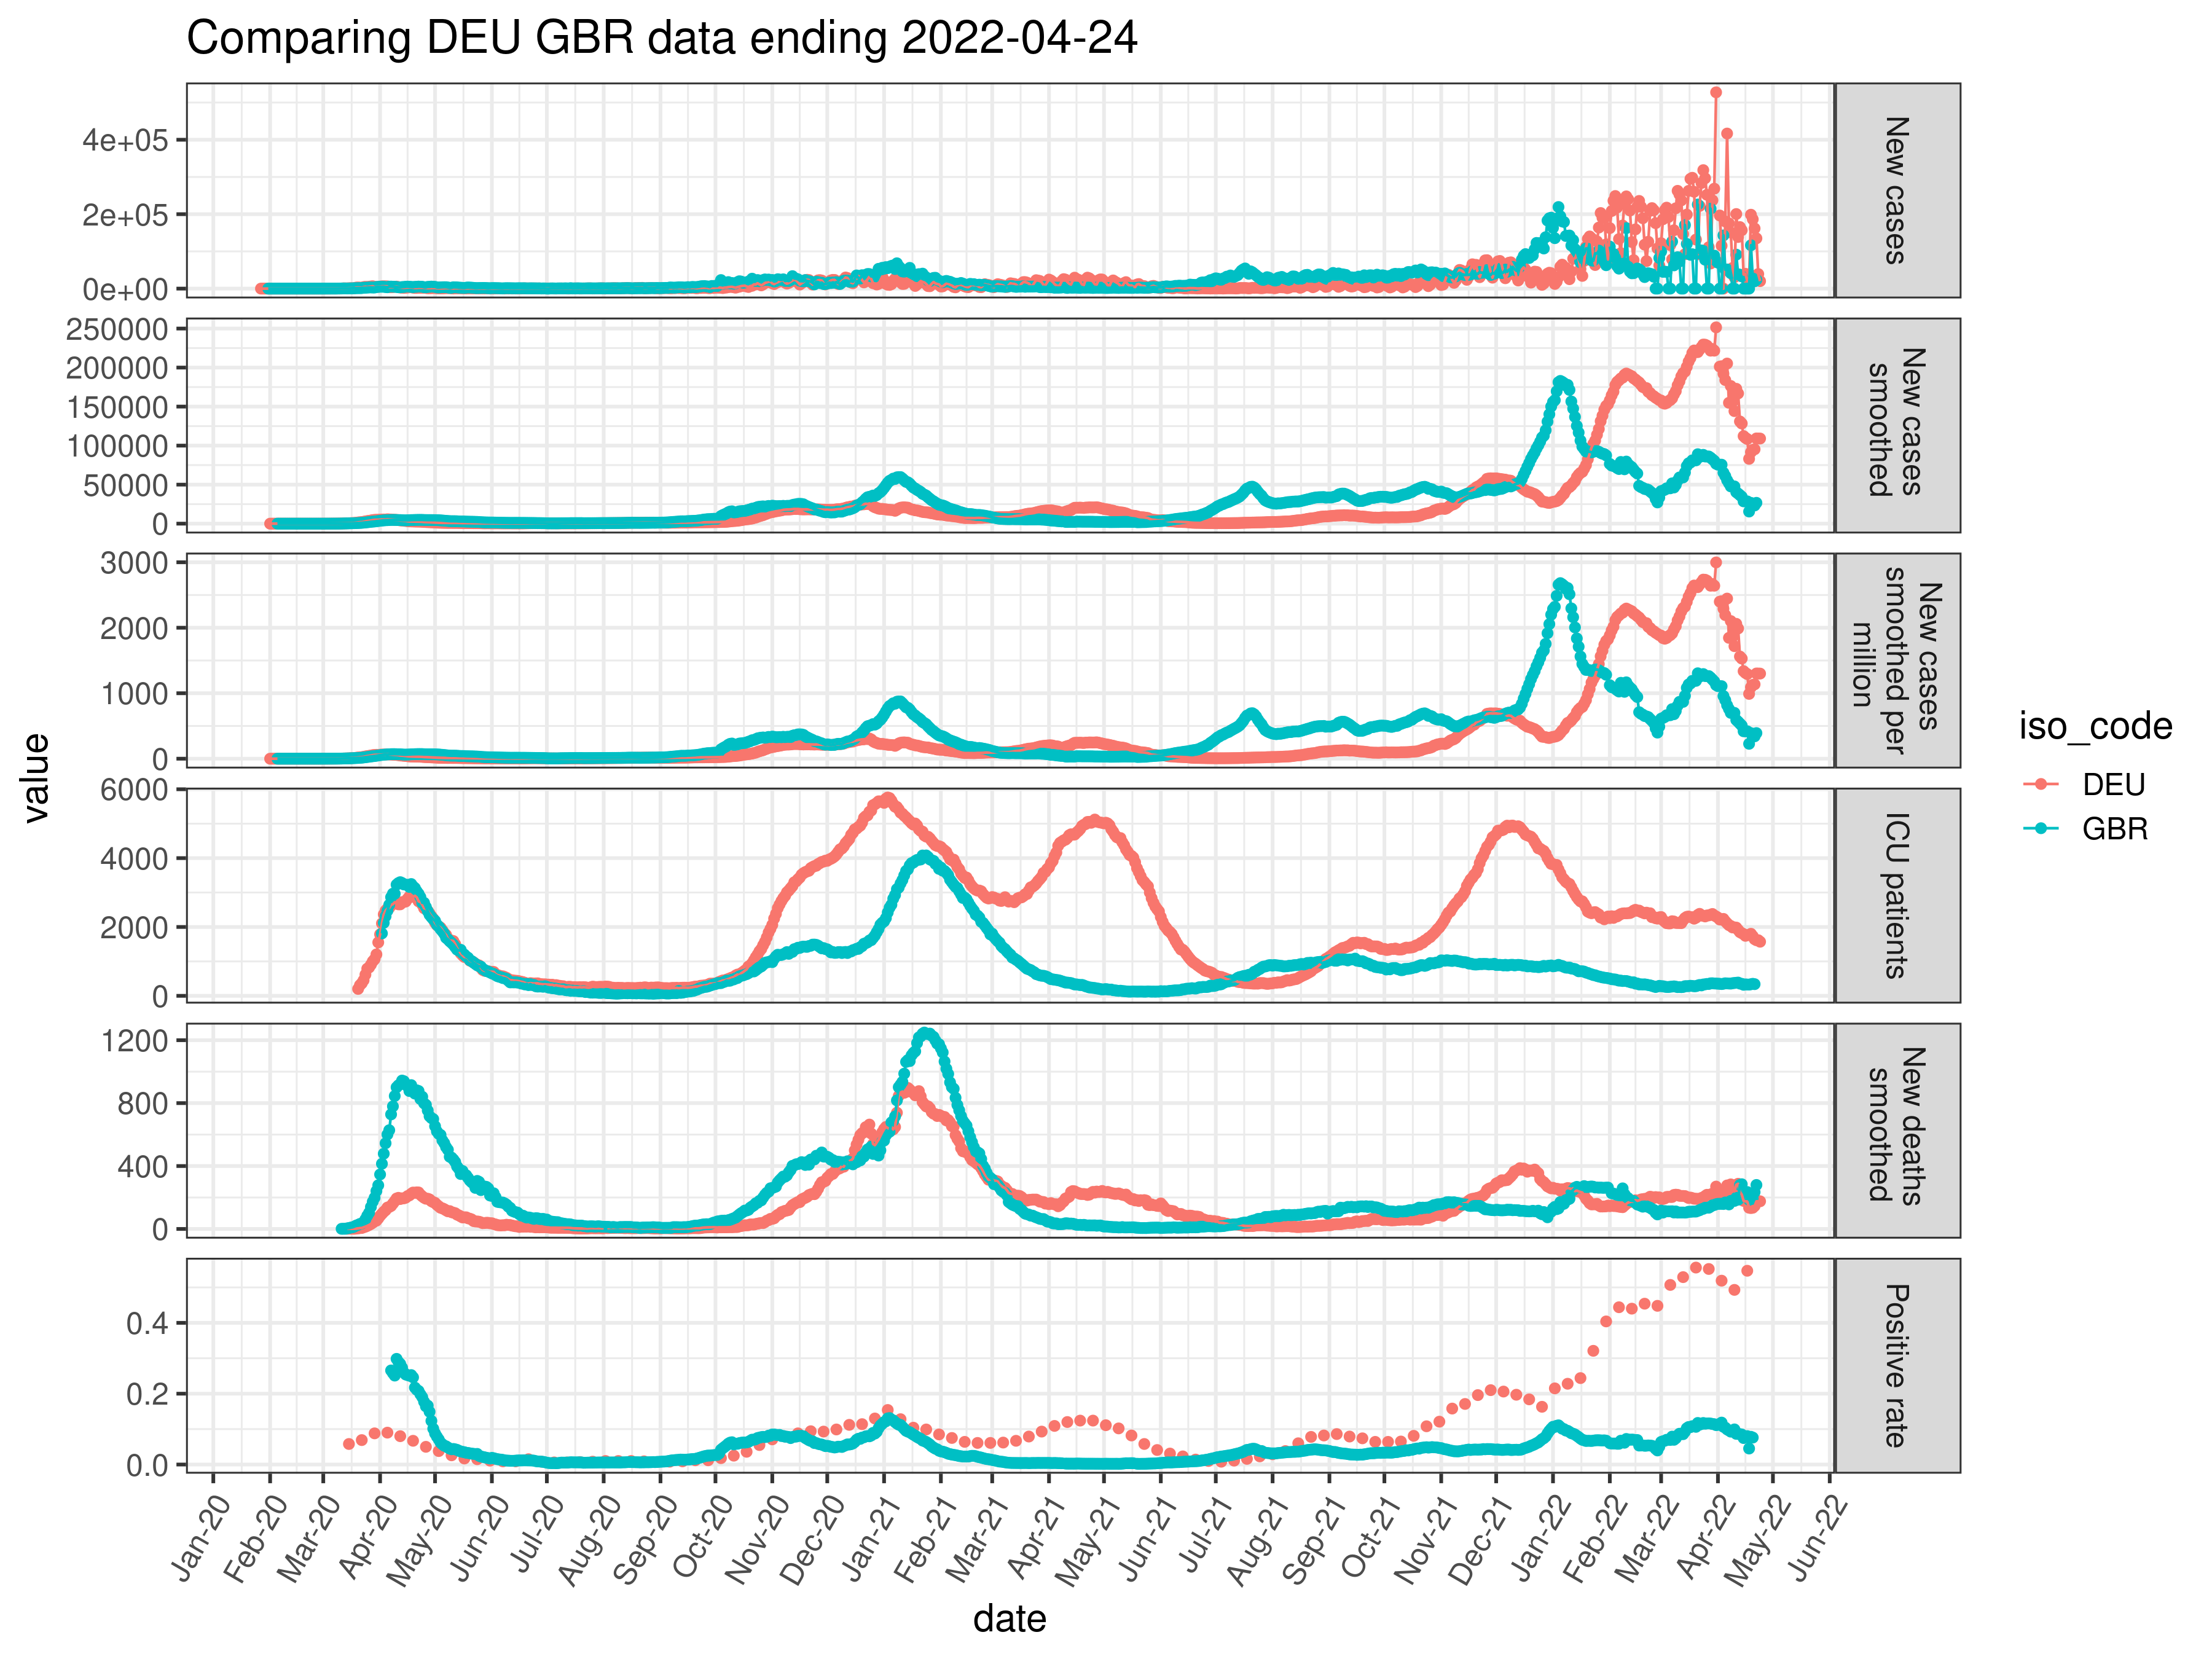 Comparing DEU GBR data ending 2022-04-24
4e+05
2e+05
0e+00
New cases
250000
200000
150000
100000
50000
0
New cases
smoothed
3000
2000
1000
0
New cases
smoothed per
million
6000
4000
2000
0
ICU patients
1200
800
400
0
New deaths
smoothed
0.4
0.2
0.0
Positive rate
value
Jan-20
Feb-20
Mar-20
Apr-20
May-20
Jun-20
Jul-20
Aug-20
Sep-20
Oct-20
Nov-20
Dec-20
Jan-21
Feb-21
Mar-21
Apr-21
May-21
Jun-21
Jul-21
Aug-21
Sep-21
Oct-21
Nov-21
Dec-21
Jan-22
Feb-22
Mar-22
Apr-22
May-22
Jun-22
date
iso_code
DEU
GBR